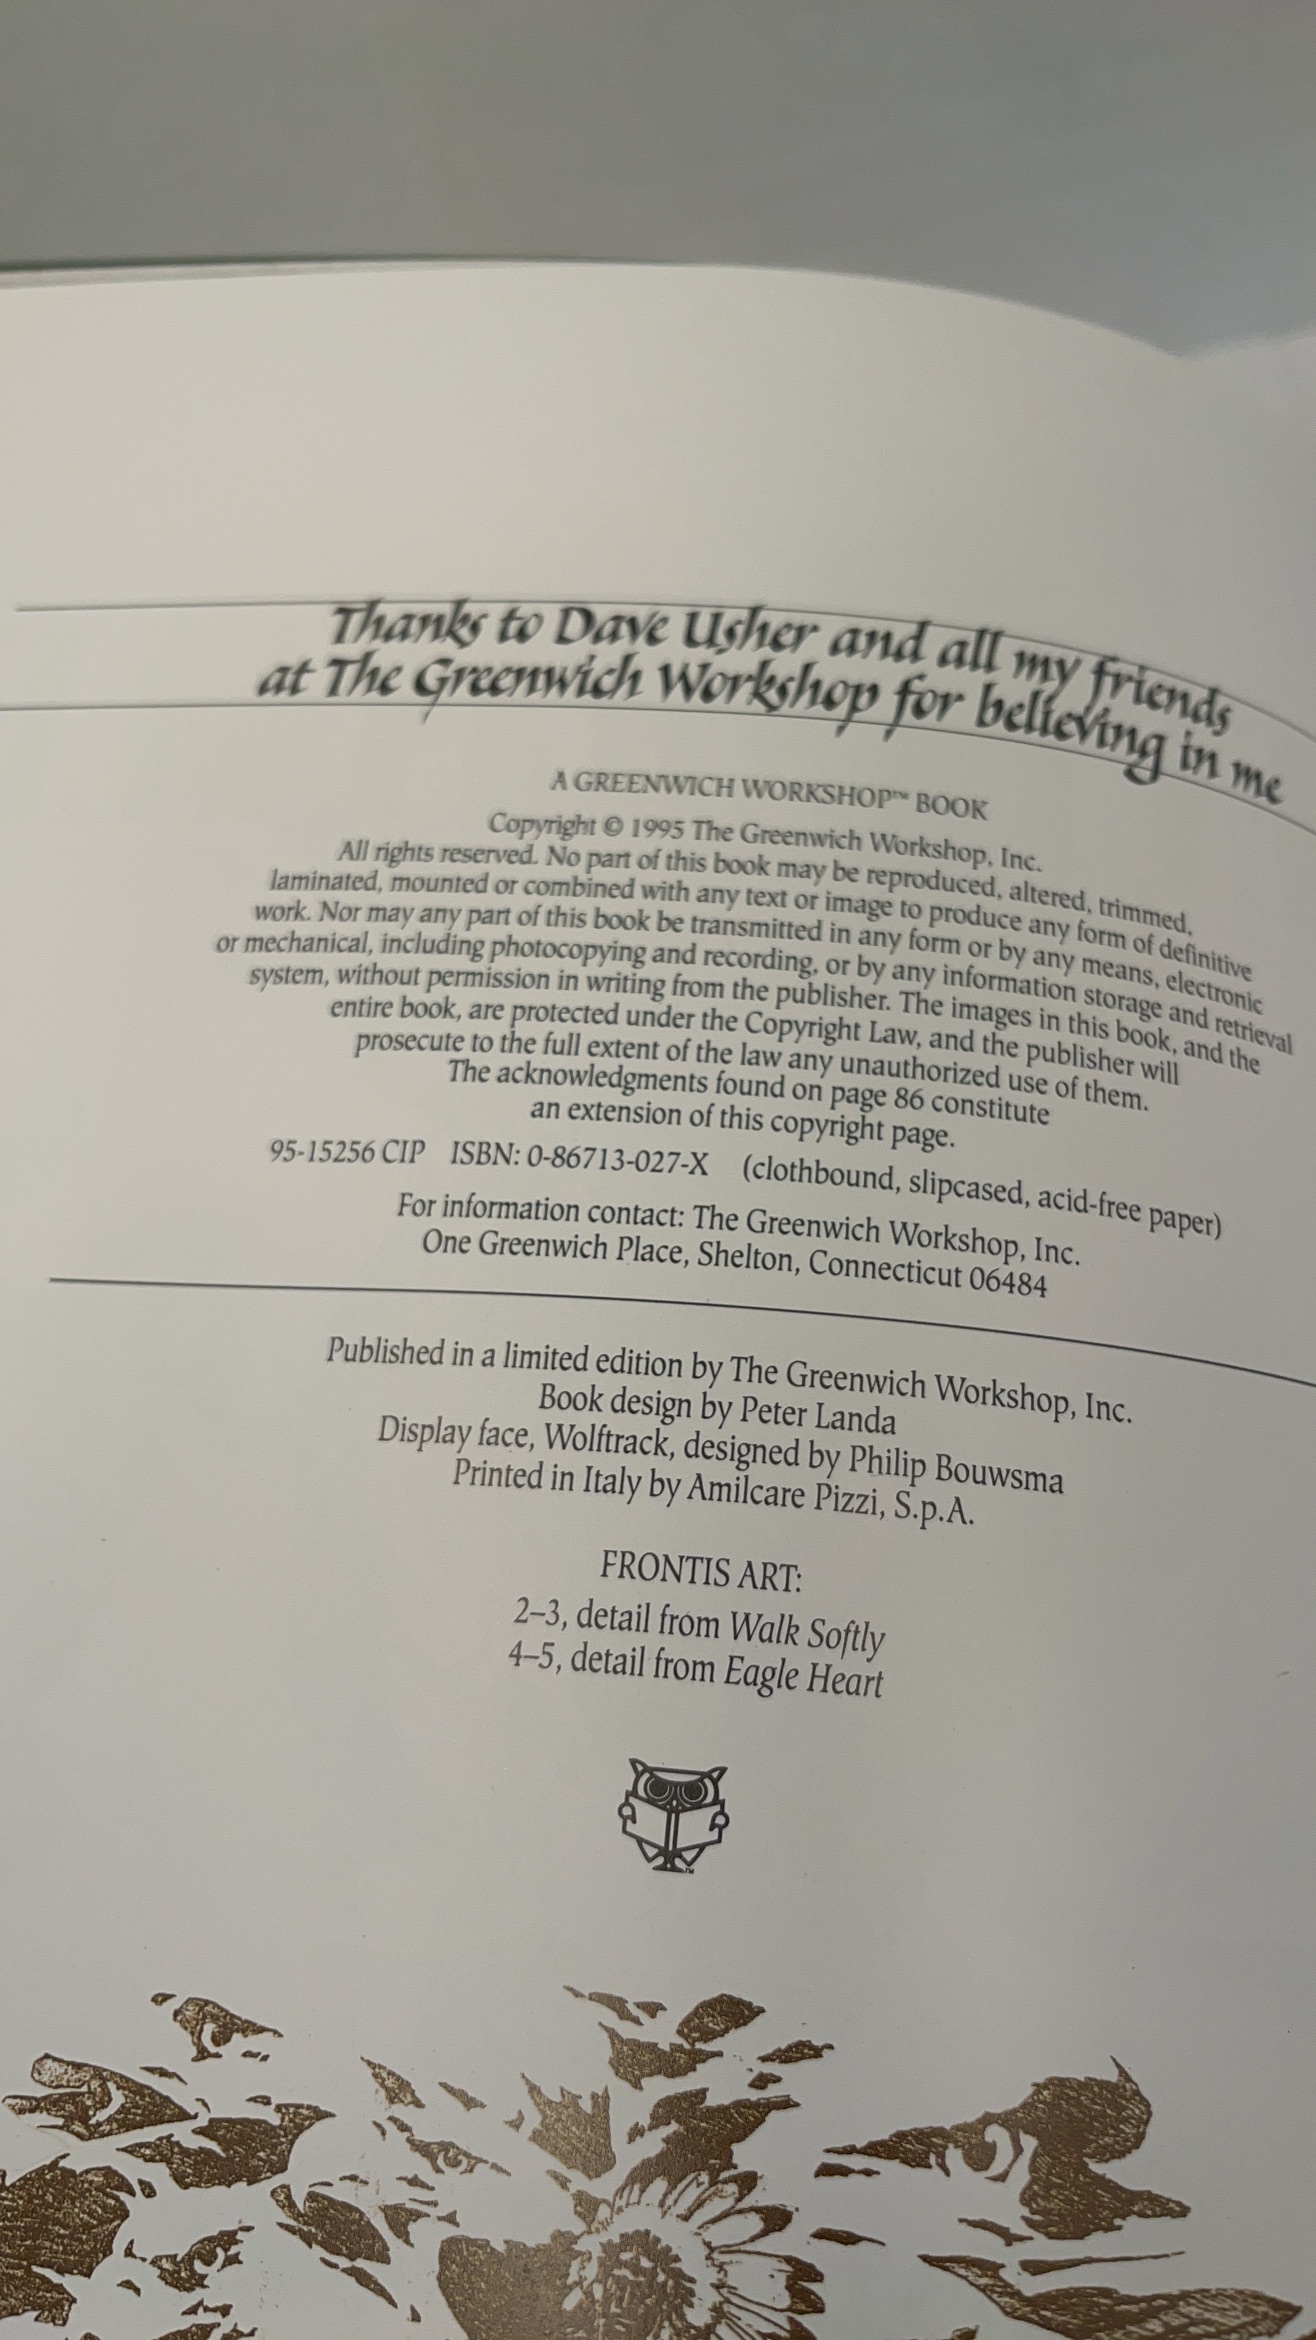 Thanks to Dave Usher and all my friends
at The Greenwich Workshop for believing in me
A GREENWICH WORKSHOP™ BOOK
Copyright © 1995 The Greenwich Workshop, Inc.
All rights reserved. No part of this book may be reproduced, altered, trimmed,
laminated, mounted or combined with any text or image to produce any form of definitive
work. Nor may any part of this book be transmitted in any form or by any means, electronic
or mechanical, including photocopying and recording, or by any information storage and retrieval
system, without permission in writing from the publisher. The images in this book, and the
entire book, are protected under the Copyright Law, and the publisher will
prosecute to the full extent of the law any unauthorized use of them.
The acknowledgments found on page 86 constitute
an extension of this copyright page.
95-15256 CIP ISBN: 0-86713-027-X (clothbound, slipcased, acid-free paper)
For information contact: The Greenwich Workshop, Inc.
One Greenwich Place, Shelton, Connecticut 06484
Published in a limited edition by The Greenwich Workshop, Inc.
Book design by Peter Landa
Display face, Wolftrack, designed by Philip Bouwsma
Printed in Italy by Amilcare Pizzi, S.p.A.
FRONTIS ART:
2–3, detail from Walk Softly
4–5, detail from Eagle Heart
TM